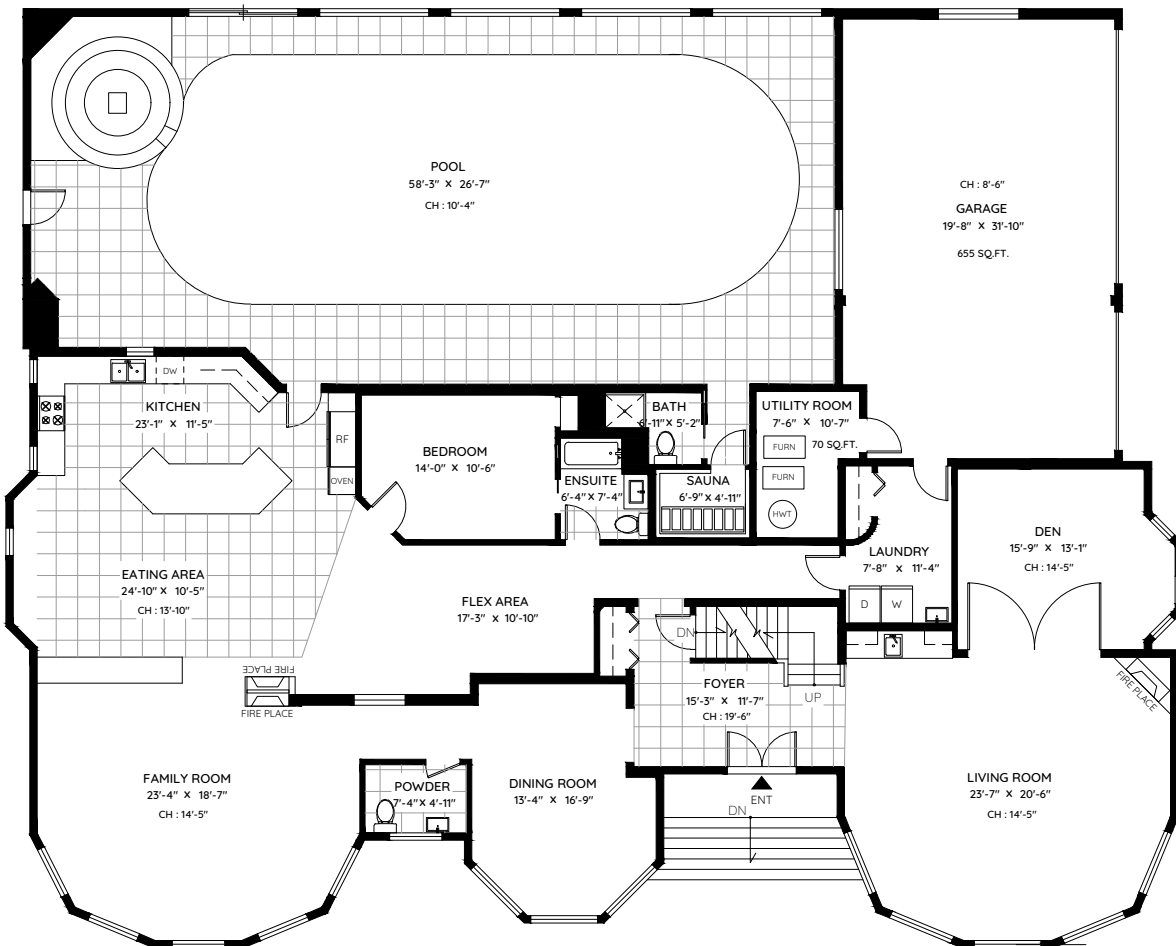 POOL
58'-3" X 26'-7"
CH : 10'-4"
CH : 8'-6"
GARAGE
19'-8" X 31'-10"
655 SQ.FT.
DW
KITCHEN
23'-1" X 11'-5"
RF
OVEN
BEDROOM
14'-0" X 10'-6"
BATH
6'-11" X 5'-2"
ENSUITE
6'-4" X 7'-4"
SAUNA
6'-9" X 4'-11"
UTILITY ROOM
7'-6" X 10'-7"
70 SQ.FT.
FURN
FURN
HWT
LAUNDRY
7'-8" X 11'-4"
D
W
DEN
15'-9" X 13'-1"
CH : 14'-5"
EATING AREA
24'-10" X 10'-5"
CH : 13'-10"
FLEX AREA
17'-3" X 10'-10"
DN
UP
FOYER
15'-3" X 11'-7"
CH : 19'-6"
FIRE PLACE
FIRE PLACE
FIRE PLACE
FAMILY ROOM
23'-4" X 18'-7"
CH : 14'-5"
POWDER
7'-4" X 4'-11"
DINING ROOM
13'-4" X 16'-9"
ENT
DN
LIVING ROOM
23'-7" X 20'-6"
CH : 14'-5"